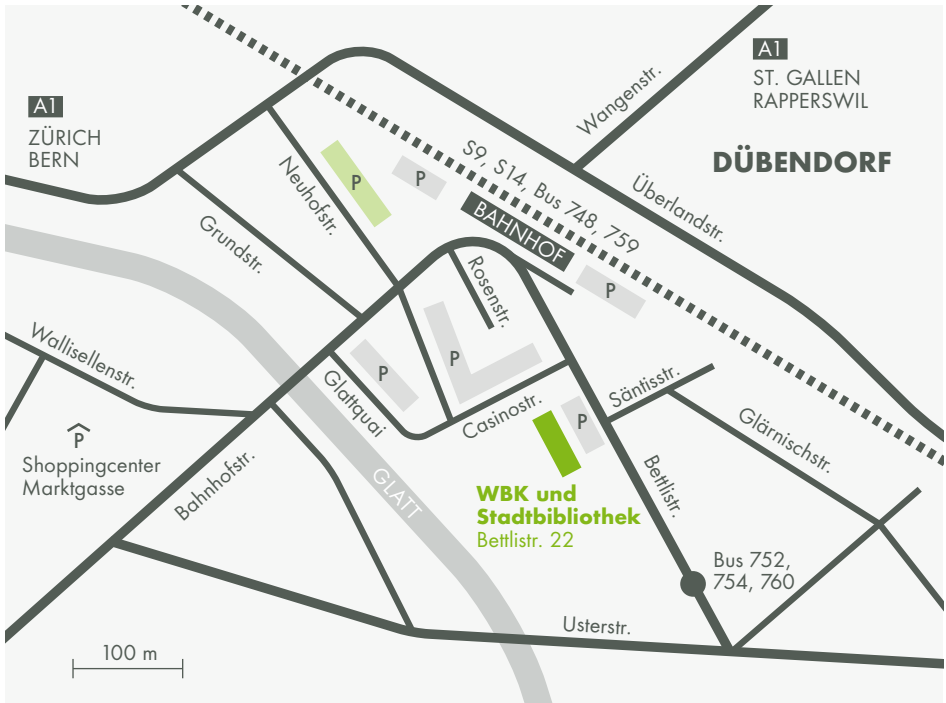 A1
ZÜRICH
BERN
A1
ST. GALLEN
RAPPERSWIL
DÜBENDORF
Wangenstr.
Überlandstr.
S9, S14, Bus 748, 759
BAHNHOF
P
P
P
Neuhofstr.
Grundstr.
Rosenstr.
P
P
Glattquai
Casinostr.
P
Säntisstr.
Glärnischstr.
Bettlistr.
Wallisellenstr.
P
Shoppingcenter
Marktgasse
Bahnhofstr.
GLATT
WBK und
Stadtbibliothek
Bettlistr. 22
Bus 752,
754, 760
Usterstr.
100 m